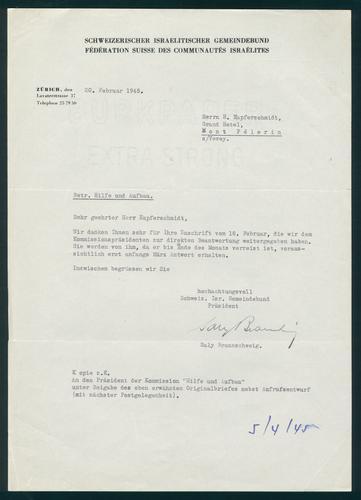 SCHWEIZERISCHER ISRAELITISCHER GEMEINDEBUND
FÉDÉRATION SUISSE DES COMMUNAUTÉS ISRAÉLITES
ZÜRICH, den
Lavaterstrasse 37
Telephon 25 79 50
20. Februar 1945.
Herrn H. Kupferschmidt,
Grand Hotel,
Mont Pélerin
s/Vevey.
EXTRA STRONG
Betr. Hilfe und Aufbau.
Sehr geehrter Herr Kupferschmidt,
Wir danken Ihnen sehr für Ihre Zuschrift vom 16. Februar, die wir dem
Kommissionspräsidenten zur direkten Beantwortung weitergegeben haben.
Sie werden von ihm, da er bis Ende des Monats verreist ist, voraus-
sichtlich erst anfangs März Antwort erhalten.
Inzwischen begrüssen wir Sie
hochachtungsvoll
Schweiz. Isr. Gemeindebund
Präsident
Saly Braunschweig.
Kopie z.K.
An den Präsident der Kommission "Hilfe und Aufbau"
unter Beigabe des oben erwähnten Originalbriefes nebst Aufrufsentwurf
(mit nächster Postgelegenheit).
5/4/45